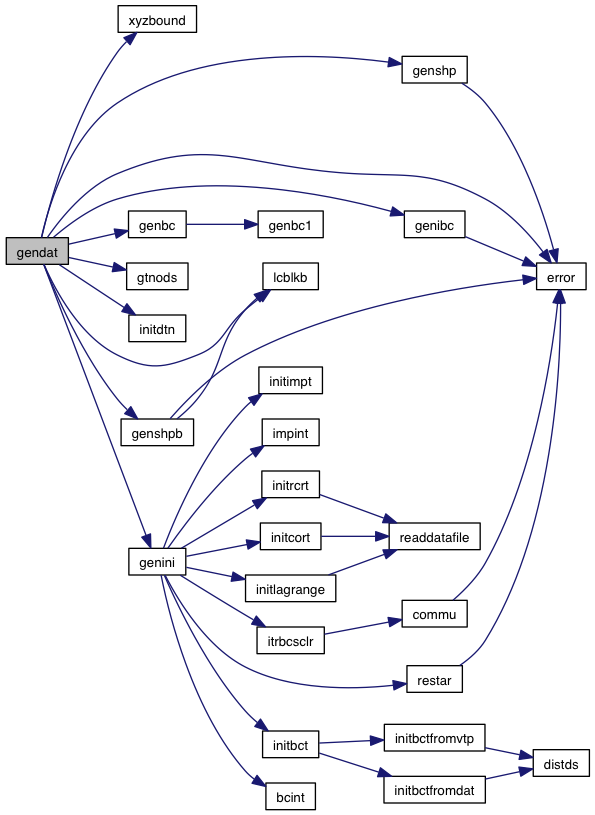 xyzbound
genshp
genbc
genbc1
genibc
gendat
gtnods
lcblkb
error
initdtn
initimpt
genshpb
impint
initrcrt
initcort
readdatafile
genini
initlagrange
commu
itrbcsclr
restar
initbct
initbctfromvtp
distds
initbctfromdat
bcint